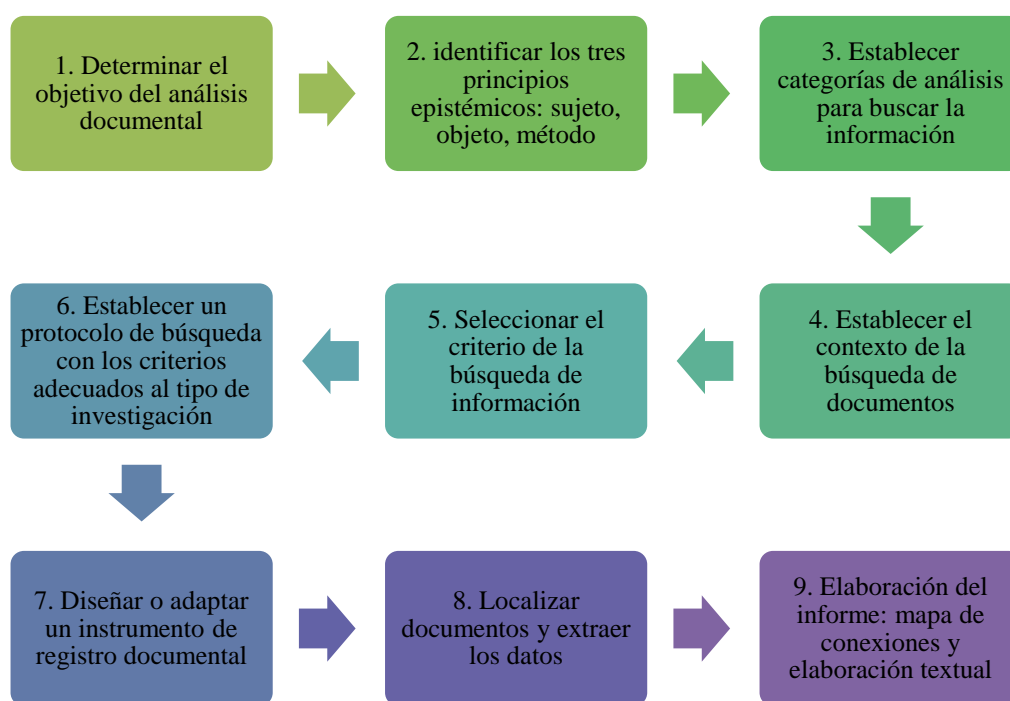 1. Determinar el
objetivo del análisis
documental
2. identificar los tres
principios
epistémicos: sujeto,
objeto, método
3. Establecer
categorías de análisis
para buscar la
información
4. Establecer el
contexto de la
búsqueda de
documentos
5. Seleccionar el
criterio de la
búsqueda de
información
6. Establecer un
protocolo de búsqueda
con los criterios
adecuados al tipo de
investigación
7. Diseñar o adaptar
un instrumento de
registro documental
8. Localizar
documentos y extraer
los datos
9. Elaboración del
informe: mapa de
conexiones y
elaboración textual